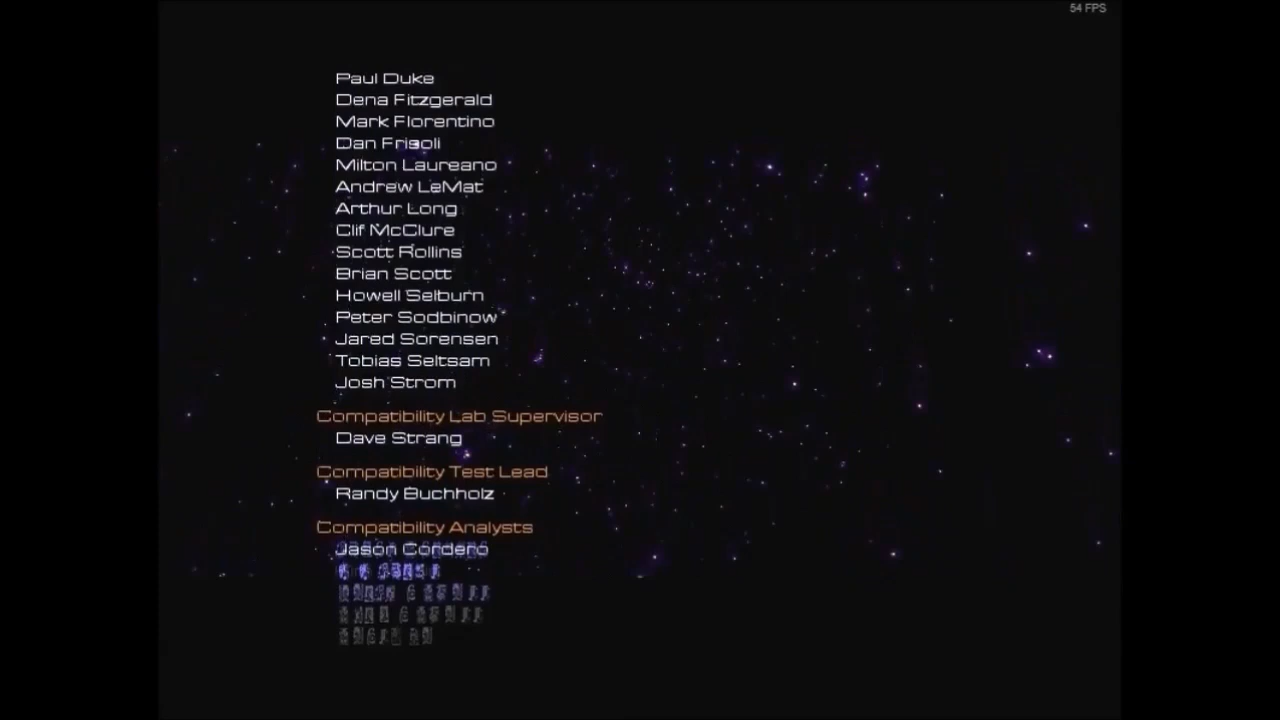 54 FPS
Paul Duke
Dena Fitzgerald
Mark Florentino
Dan Frisoli
Milton Laureano
Andrew LeMat
Arthur Long
Clif McClure
Scott Rollins
Brian Scott
Howell Selburn
Peter Sodbinow
Jared Sorensen
Tobias Seltsam
Josh Strom
Compatibility Lab Supervisor
Dave Strang
Compatibility Test Lead
Randy Buchholz
Compatibility Analysts
Jason Cordero